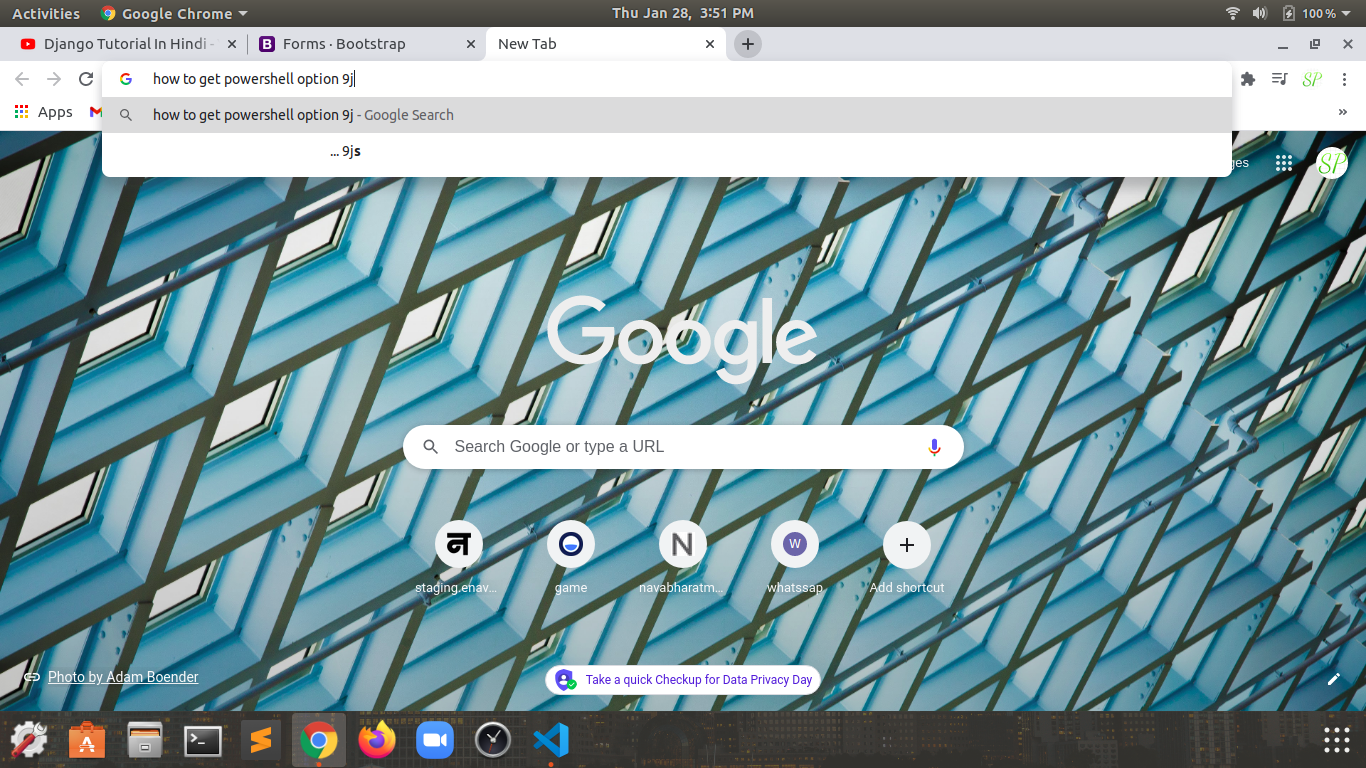 Activities Google Chrome Thu Jan 28, 3:51 PM 100 %
Django Tutorial In Hindi - Forms · Bootstrap New Tab
how to get powershell option 9j SP
Apps how to get powershell option 9j - Google Search »
... 9js
ges SP
Google
Search Google or type a URL
न N W
staging.enav... game navabharatm... whatssap Add shortcut
Photo by Adam Boender Take a quick Checkup for Data Privacy Day